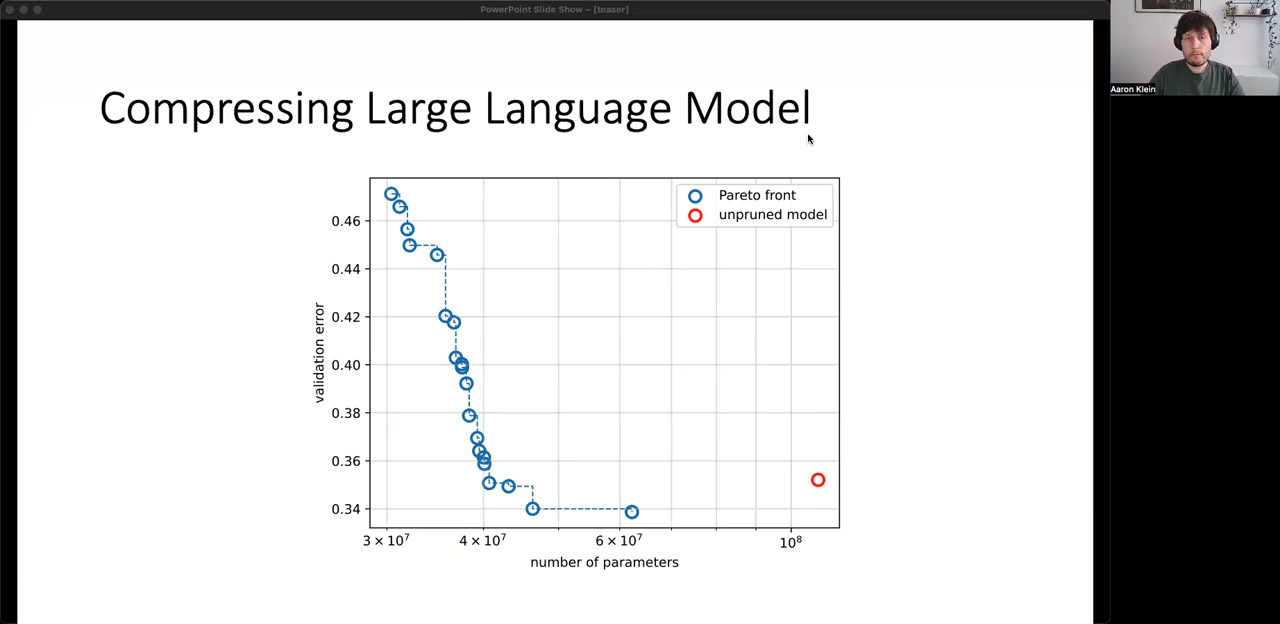 PowerPoint Slide Show – [teaser]
Aaron Klein
Compressing Large Language Model
Pareto front
unpruned model
validation error
0.46
0.44
0.42
0.40
0.38
0.36
0.34
3 × 10⁷
4 × 10⁷
6 × 10⁷
10⁸
number of parameters